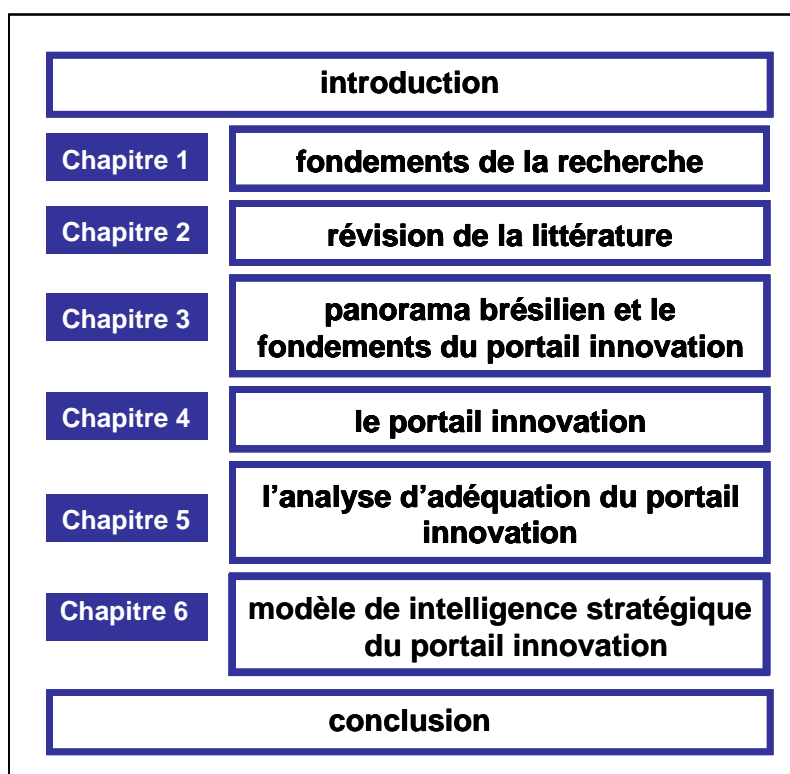 introduction
Chapitre 1
fondements de la recherche
Chapitre 2
révision de la littérature
Chapitre 3
panorama brésilien et le
fondements du portail innovation
Chapitre 4
le portail innovation
Chapitre 5
l’analyse d’adéquation du portail
innovation
Chapitre 6
modèle de intelligence stratégique
du portail innovation
conclusion